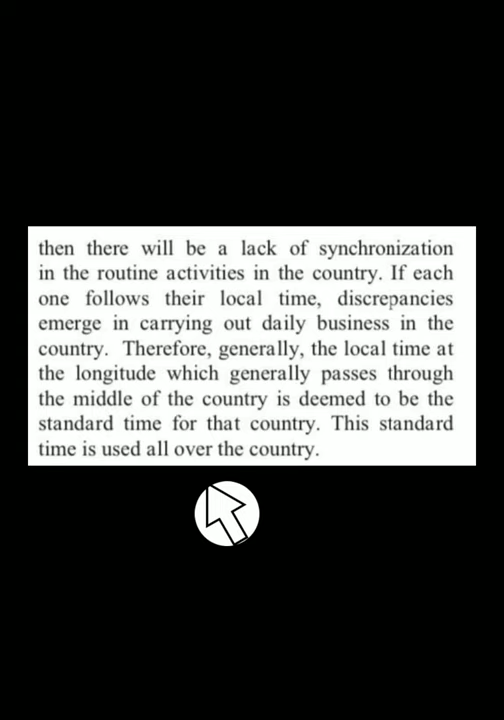 then there will be a lack of synchronization
in the routine activities in the country. If each
one follows their local time, discrepancies
emerge in carrying out daily business in the
country. Therefore, generally, the local time at
the longitude which generally passes through
the middle of the country is deemed to be the
standard time for that country. This standard
time is used all over the country.